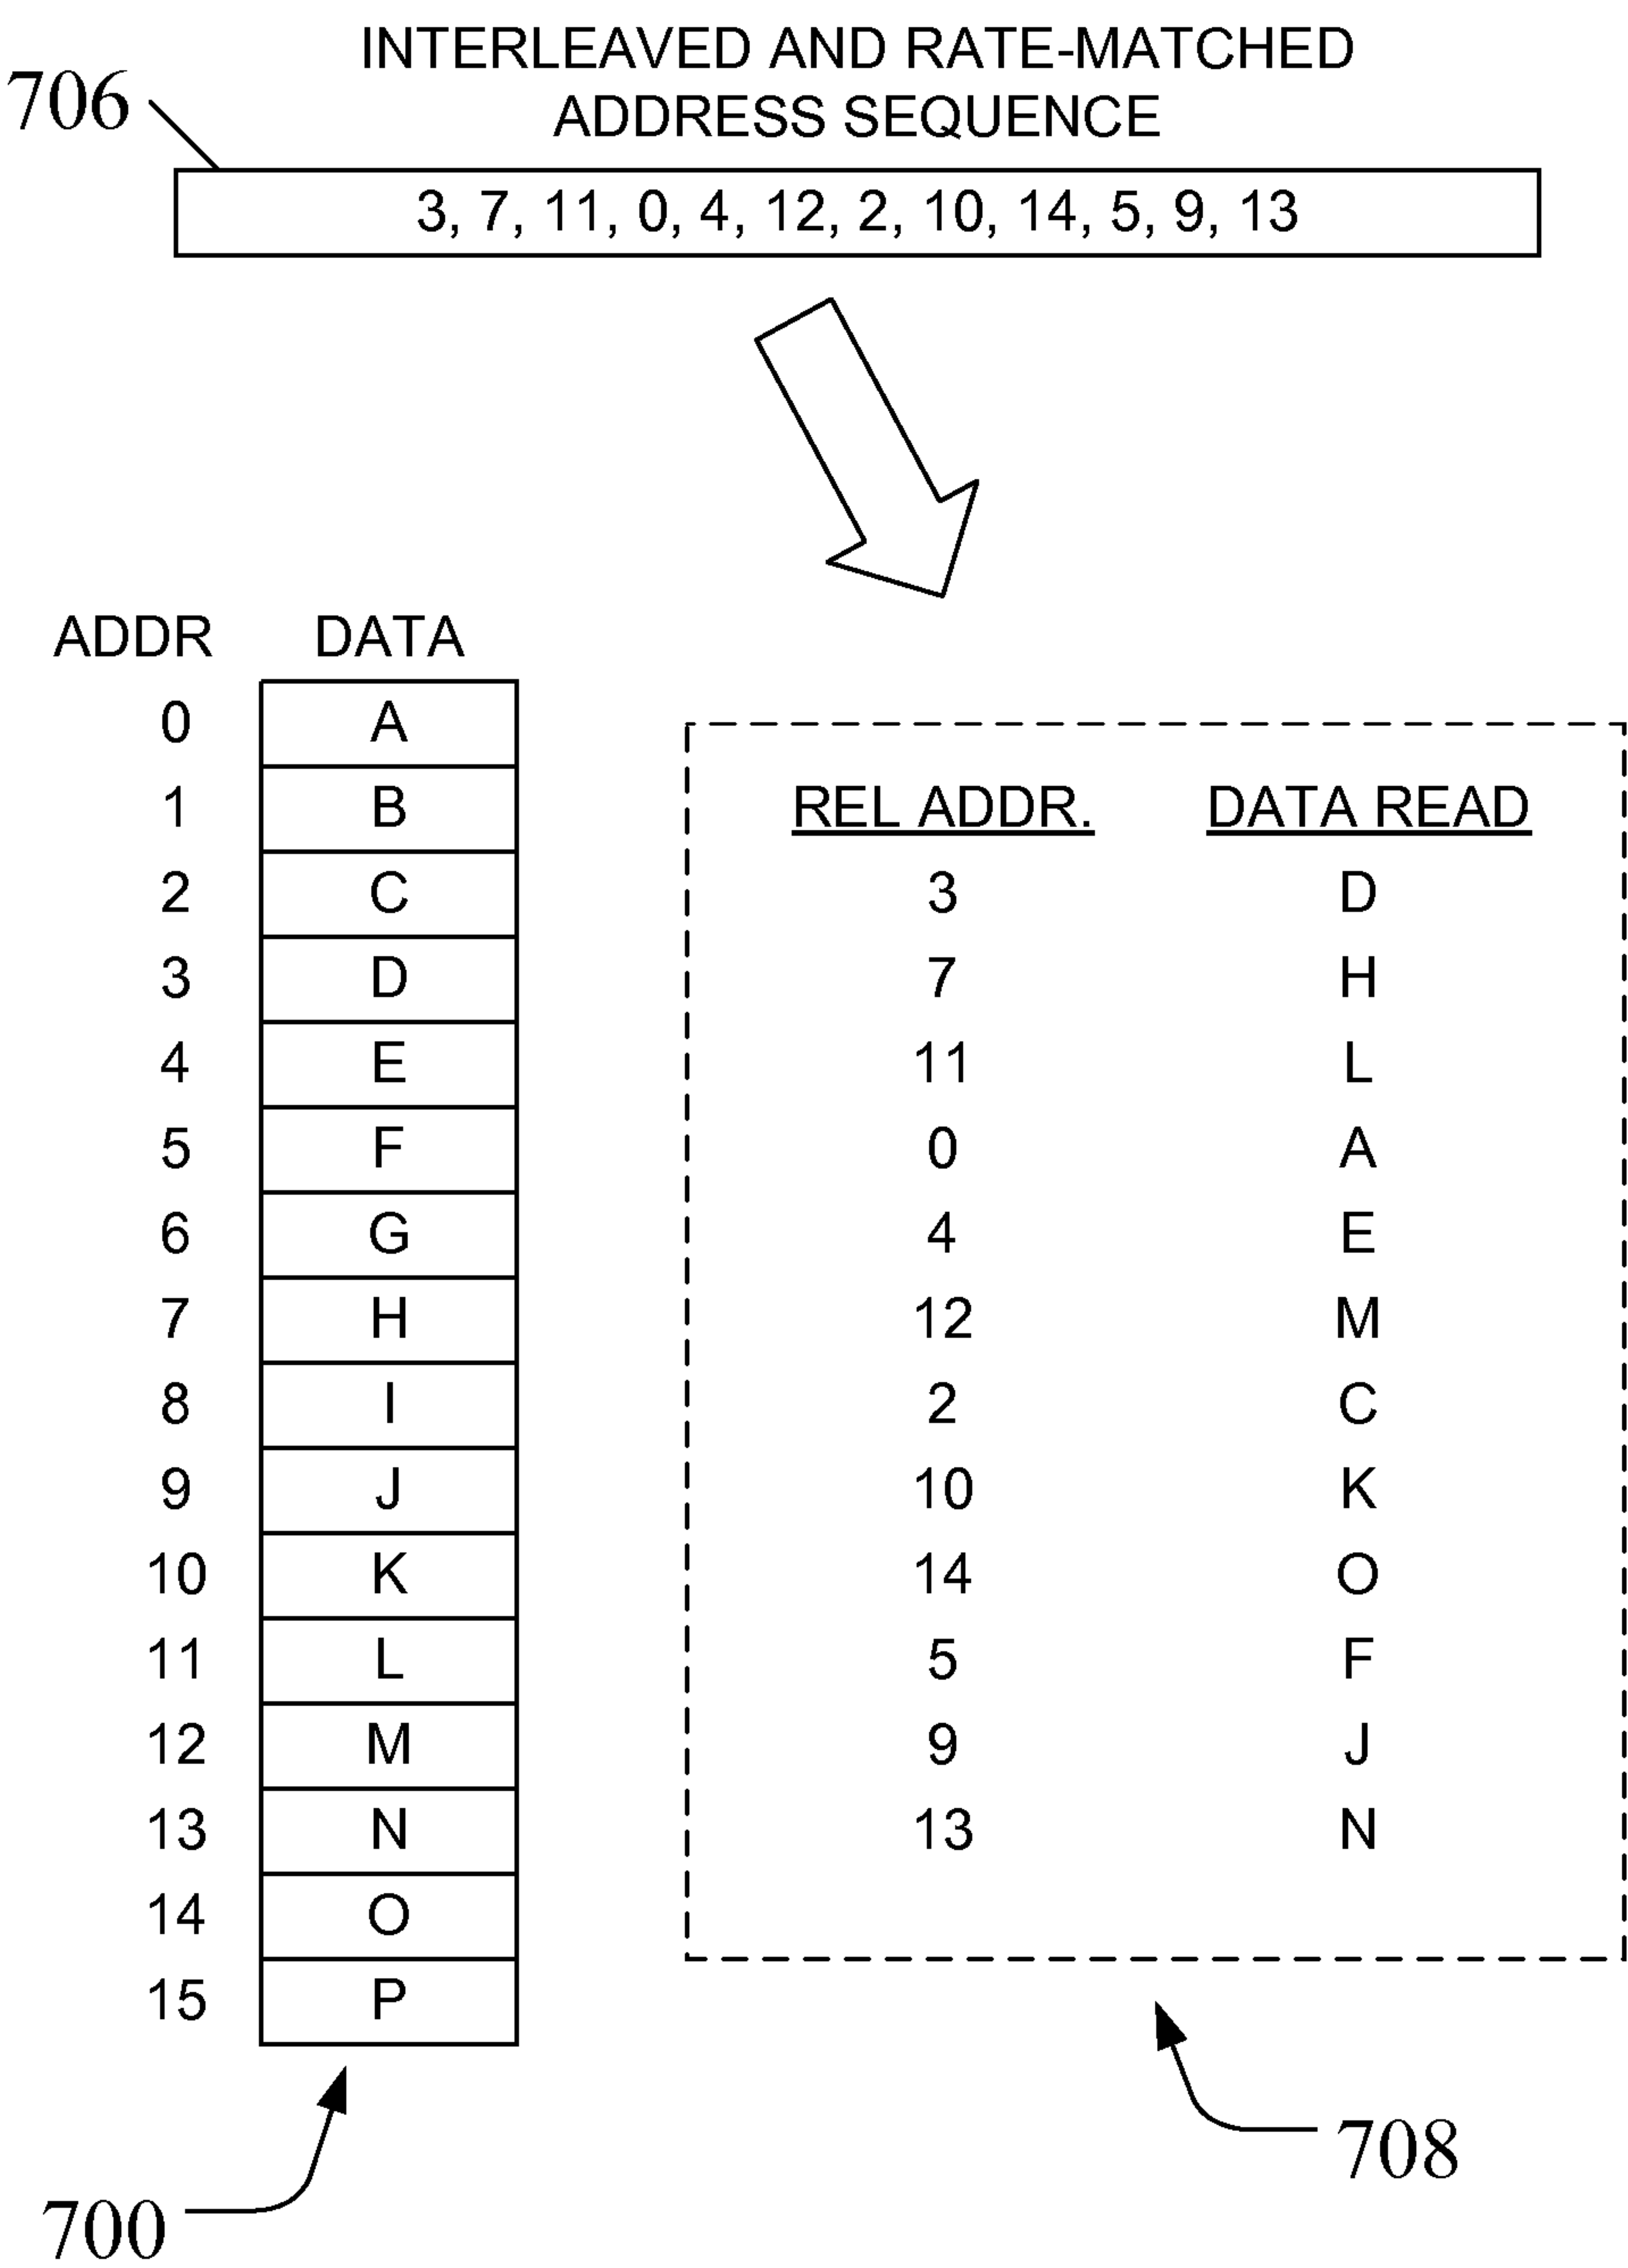 INTERLEAVED AND RATE-MATCHED
ADDRESS SEQUENCE
706
3, 7, 11, 0, 4, 12, 2, 10, 14, 5, 9, 13
ADDR DATA
0 A
1 B
2 C
3 D
4 E
5 F
6 G
7 H
8 I
9 J
10 K
11 L
12 M
13 N
14 O
15 P
700
REL ADDR. DATA READ
3 D
7 H
11 L
0 A
4 E
12 M
2 C
10 K
14 O
5 F
9 J
13 N
708